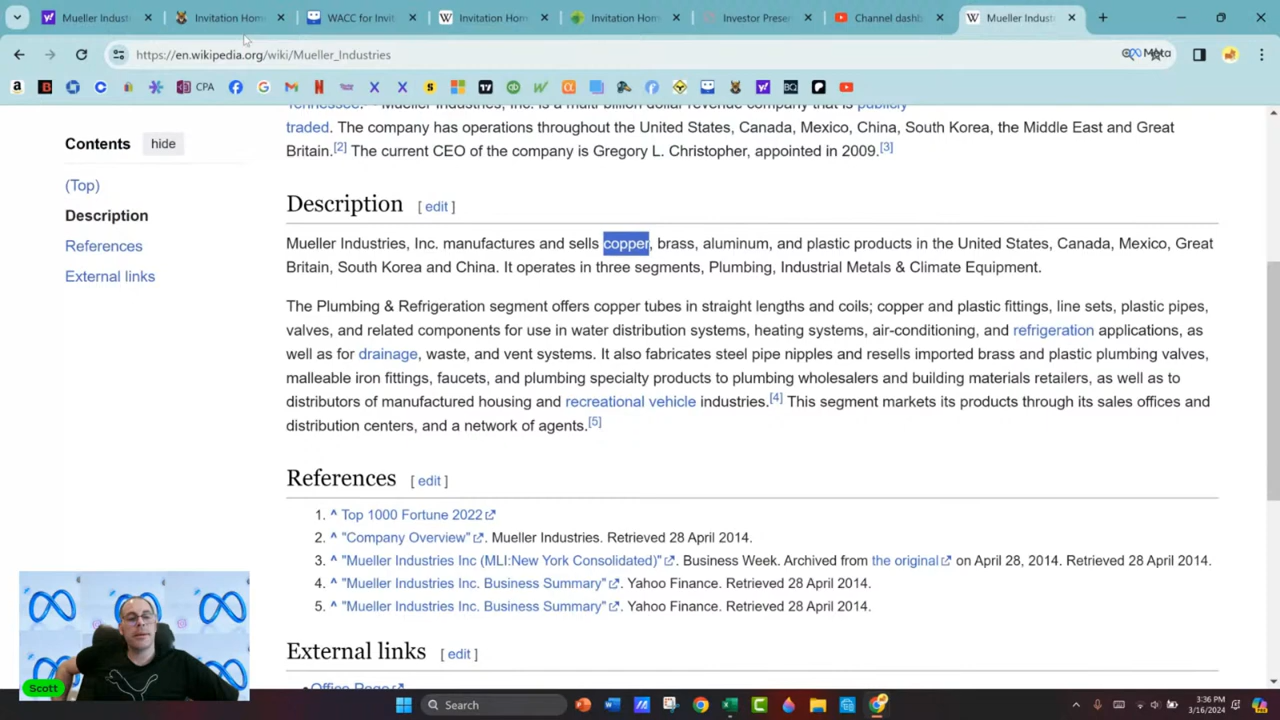 Mueller Indust
Invitation Hom
WACC for Invit
Invitation Hom
Invitation Hom
Investor Prese
Channel dashb
Mueller Indust
https://en.wikipedia.org/wiki/Mueller_Industries
Meta
CPA
traded. The company has operations throughout the United States, Canada, Mexico, China, South Korea, the Middle East and Great
Britain.[2] The current CEO of the company is Gregory L. Christopher, appointed in 2009.[3]
Contents hide
(Top)
Description
References
External links
Description [ edit ]
Mueller Industries, Inc. manufactures and sells copper, brass, aluminum, and plastic products in the United States, Canada, Mexico, Great
Britain, South Korea and China. It operates in three segments, Plumbing, Industrial Metals & Climate Equipment.
The Plumbing & Refrigeration segment offers copper tubes in straight lengths and coils; copper and plastic fittings, line sets, plastic pipes,
valves, and related components for use in water distribution systems, heating systems, air-conditioning, and refrigeration applications, as
well as for drainage, waste, and vent systems. It also fabricates steel pipe nipples and resells imported brass and plastic plumbing valves,
malleable iron fittings, faucets, and plumbing specialty products to plumbing wholesalers and building materials retailers, as well as to
distributors of manufactured housing and recreational vehicle industries.[4] This segment markets its products through its sales offices and
distribution centers, and a network of agents.[5]
References [ edit ]
1. ^ Top 1000 Fortune 2022
2. ^ "Company Overview". Mueller Industries. Retrieved 28 April 2014.
3. ^ "Mueller Industries Inc (MLI:New York Consolidated)". Business Week. Archived from the original on April 28, 2014. Retrieved 28 April 2014.
4. ^ "Mueller Industries Inc. Business Summary". Yahoo Finance. Retrieved 28 April 2014.
5. ^ "Mueller Industries Inc. Business Summary". Yahoo Finance. Retrieved 28 April 2014.
External links [ edit ]
Office Page
Scott
Search
3:36 PM
3/16/2024